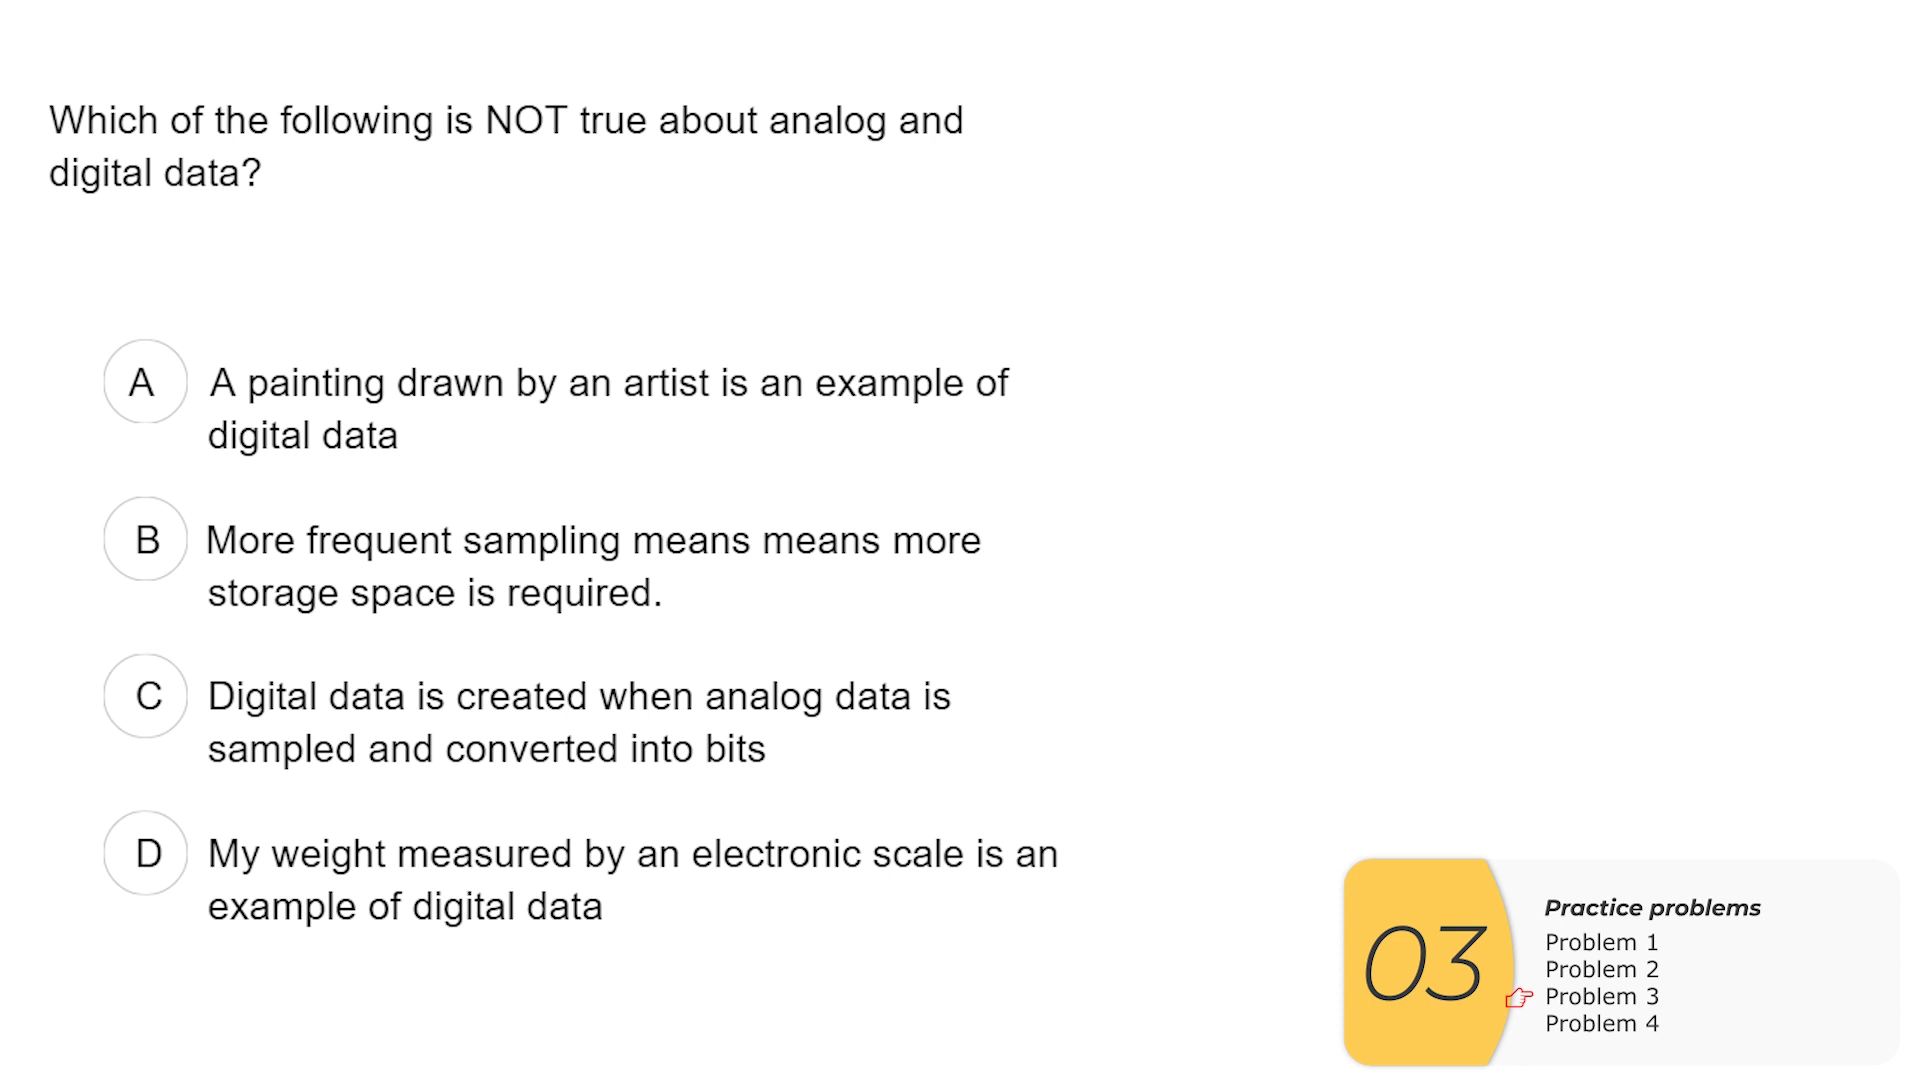 Which of the following is NOT true about analog and
digital data?
A A painting drawn by an artist is an example of
digital data
B More frequent sampling means means more
storage space is required.
C Digital data is created when analog data is
sampled and converted into bits
D My weight measured by an electronic scale is an
example of digital data
03
Practice problems
Problem 1
Problem 2
Problem 3
Problem 4